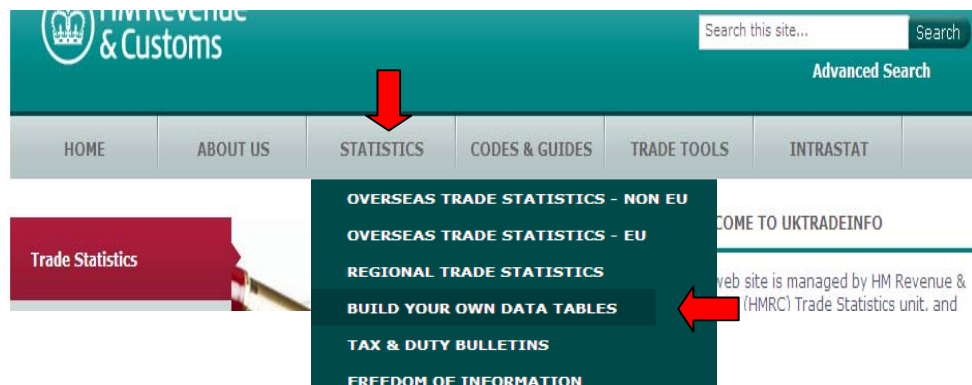 HM Revenue
& Customs
Search this site...
Search
Advanced Search
HOME
ABOUT US
STATISTICS
CODES & GUIDES
TRADE TOOLS
INTRASTAT
OVERSEAS TRADE STATISTICS - NON EU
OVERSEAS TRADE STATISTICS - EU
REGIONAL TRADE STATISTICS
BUILD YOUR OWN DATA TABLES
TAX & DUTY BULLETINS
FREEDOM OF INFORMATION
Trade Statistics
COME TO UKTRADEINFO
web site is managed by HM Revenue &
(HMRC) Trade Statistics unit, and